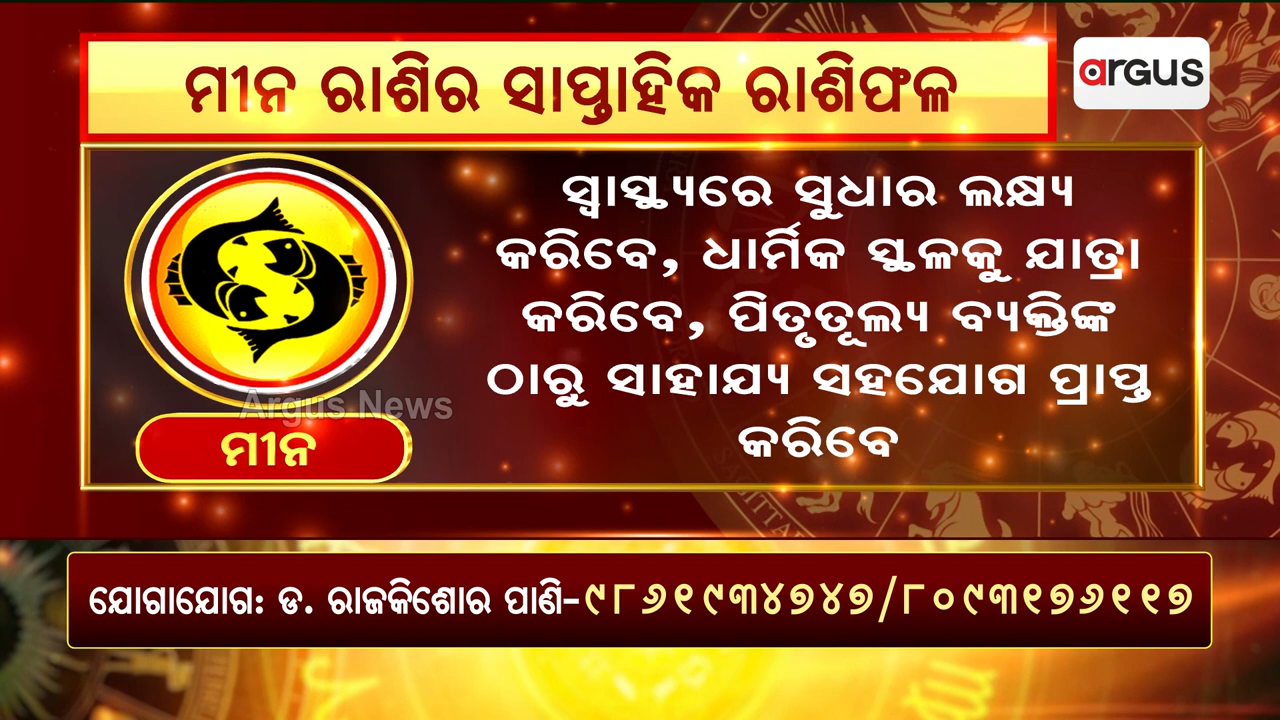 ମୀନ ରାଶିର ସାପ୍ତାହିକ ରାଶିଫଳ
argus
ସ୍ୱାସ୍ଥ୍ୟରେ ସୁଧାର ଲକ୍ଷ୍ୟ
କରିବେ, ଧାର୍ମିକ ସ୍ଥଳକୁ ଯାତ୍ରା
କରିବେ, ପିତୃତୂଲ୍ୟ ବ୍ୟକ୍ତିଙ୍କ
ଠାରୁ ସାହାଯ୍ୟ ସହଯୋଗ ପ୍ରାପ୍ତ
କରିବେ
Argus News
ମୀନ
ଯୋଗାଯୋଗ: ଡ. ରାଜକିଶୋର ପାଣି-୯୮୬୧୯୩୪୭୪୭/୮୦୯୩୧୭୬୧୧୭